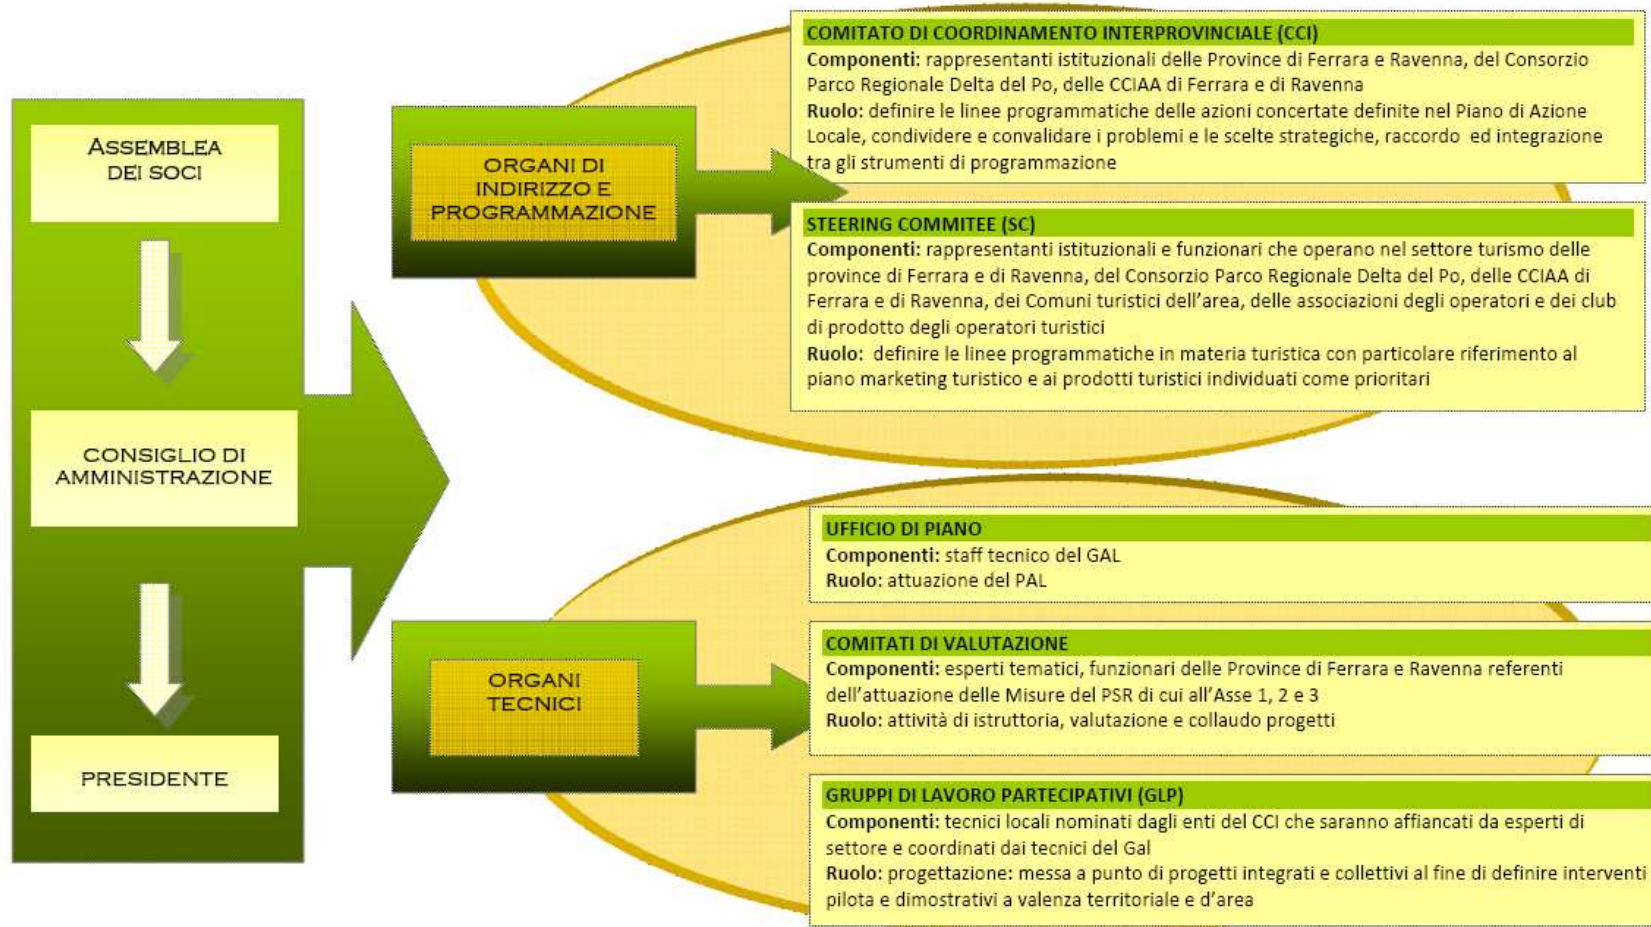 ASSEMBLEA
DEI SOCI
CONSIGLIO DI
AMMINISTRAZIONE
PRESIDENTE
ORGANI DI
INDIRIZZO E
PROGRAMMAZIONE
COMITATO DI COORDINAMENTO INTERPROVINCIALE (CCI)
Componenti: rappresentanti istituzionali delle Province di Ferrara e Ravenna, del Consorzio
Parco Regionale Delta del Po, delle CCIAA di Ferrara e di Ravenna
Ruolo: definire le linee programmatiche delle azioni concertate definite nel Piano di Azione
Locale, condividere e convalidare i problemi e le scelte strategiche, raccordo ed integrazione
tra gli strumenti di programmazione
STEERING COMMITEE (SC)
Componenti: rappresentanti istituzionali e funzionari che operano nel settore turismo delle
province di Ferrara e di Ravenna, del Consorzio Parco Regionale Delta del Po, delle CCIAA di
Ferrara e di Ravenna, dei Comuni turistici dell'area, delle associazioni degli operatori e dei club
di prodotto degli operatori turistici
Ruolo: definire le linee programmatiche in materia turistica con particolare riferimento al
piano marketing turistico e ai prodotti turistici individuati come prioritari
ORGANI
TECNICI
UFFICIO DI PIANO
Componenti: staff tecnico del GAL
Ruolo: attuazione del PAL
COMITATI DI VALUTAZIONE
Componenti: esperti tematici, funzionari delle Province di Ferrara e Ravenna referenti
dell'attuazione delle Misure del PSR di cui all'Asse 1, 2 e 3
Ruolo: attività di istruttoria, valutazione e collaudo progetti
GRUPPI DI LAVORO PARTECIPATIVI (GLP)
Componenti: tecnici locali nominati dagli enti del CCI che saranno affiancati da esperti di
settore e coordinati dai tecnici del Gal
Ruolo: progettazione: messa a punto di progetti integrati e collettivi al fine di definire interventi
pilota e dimostrativi a valenza territoriale e d'area